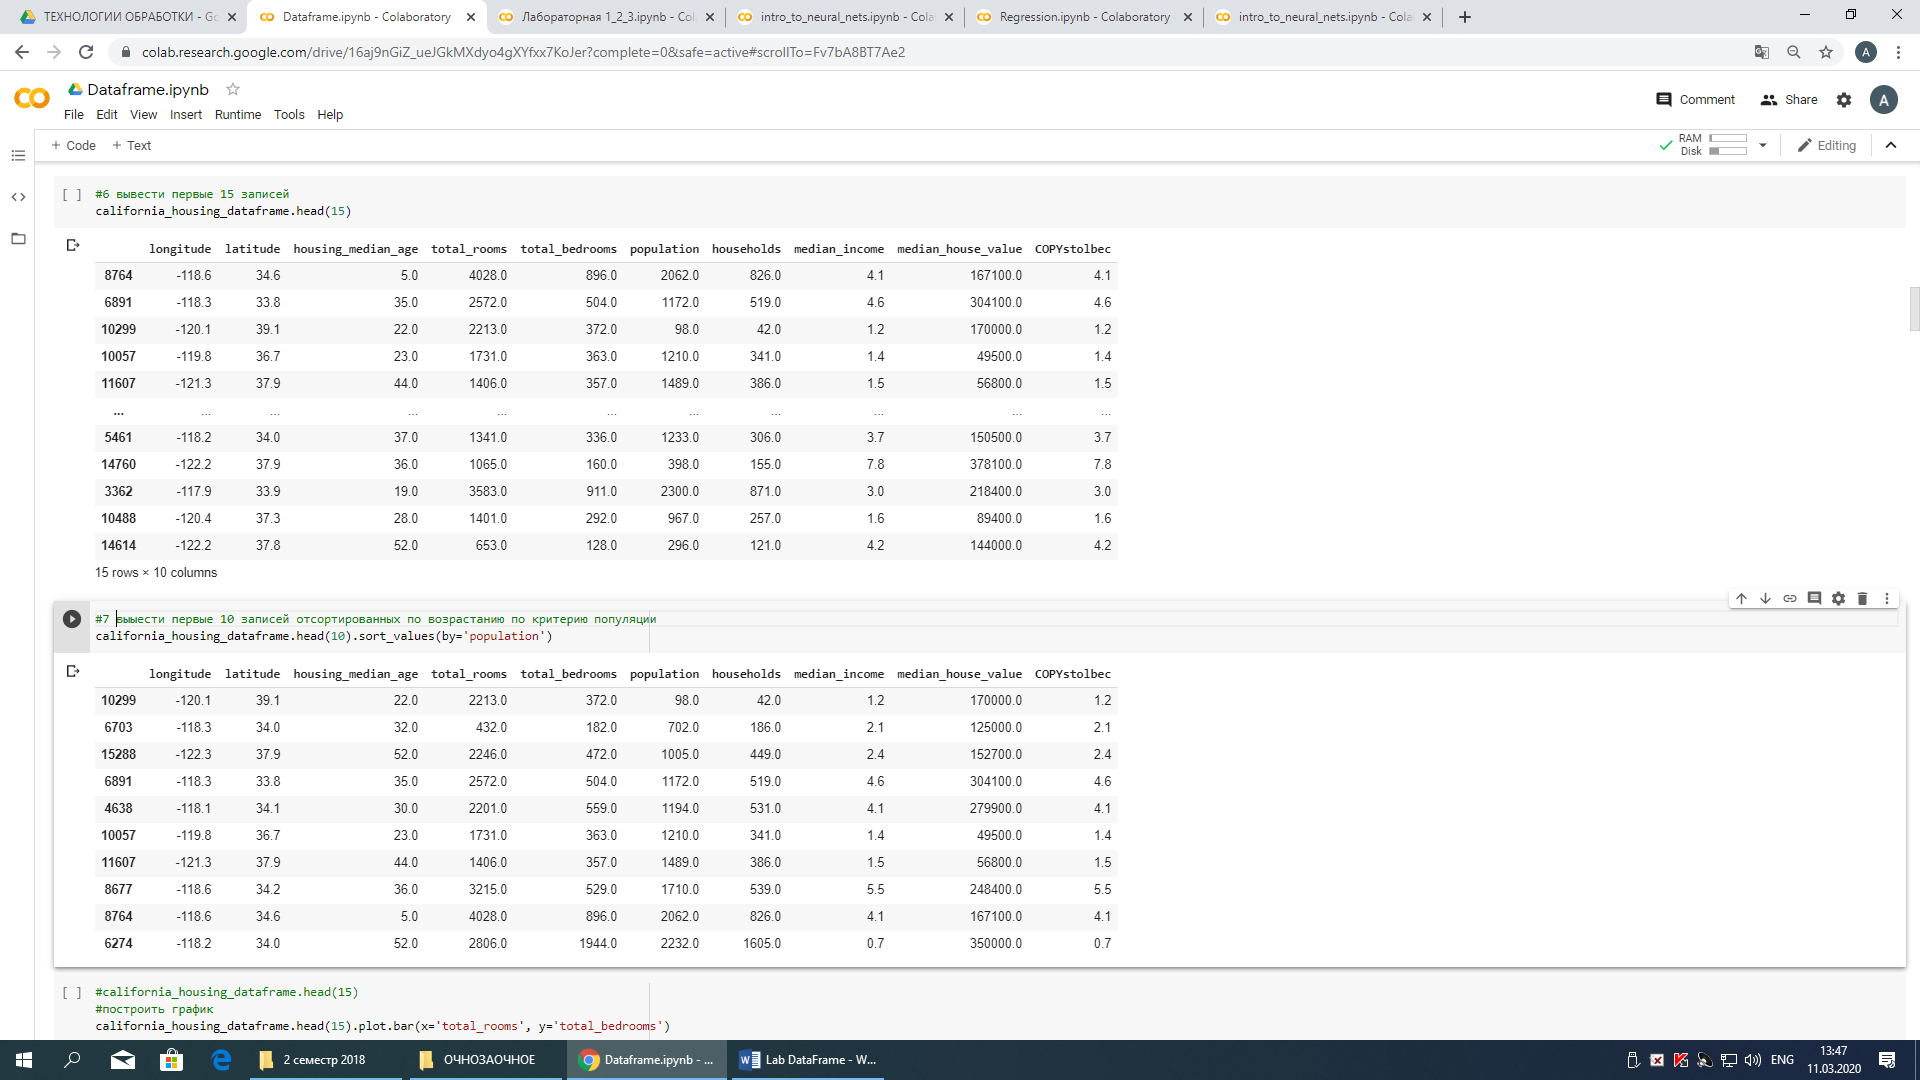 ТЕХНОЛОГИИ ОБРАБОТКИ - Go
Dataframe.ipynb - Colaboratory
Лабораторная 1_2_3.ipynb - Col
intro_to_neural_nets.ipynb - Cola
Regression.ipynb - Colaboratory
intro_to_neural_nets.ipynb - Cola
colab.research.google.com/drive/16aj9nGiZ_ueJGkMXdyo4gXYfxx7KoJer?complete=0&safe=active#scrollTo=Fv7bA8BT7Ae2
A
CO
Dataframe.ipynb
File Edit View Insert Runtime Tools Help
Comment Share A
+ Code + Text
RAM
Disk
Editing
[ ] #6 вывести первые 15 записей
california_housing_dataframe.head(15)
longitude latitude housing_median_age total_rooms total_bedrooms population households median_income median_house_value COPYstolbec
8764 -118.6 34.6 5.0 4028.0 896.0 2062.0 826.0 4.1 167100.0 4.1
6891 -118.3 33.8 35.0 2572.0 504.0 1172.0 519.0 4.6 304100.0 4.6
10299 -120.1 39.1 22.0 2213.0 372.0 98.0 42.0 1.2 170000.0 1.2
10057 -119.8 36.7 23.0 1731.0 363.0 1210.0 341.0 1.4 49500.0 1.4
11607 -121.3 37.9 44.0 1406.0 357.0 1489.0 386.0 1.5 56800.0 1.5
... ... ... ... ... ... ... ... ... ... ...
5461 -118.2 34.0 37.0 1341.0 336.0 1233.0 306.0 3.7 150500.0 3.7
14760 -122.2 37.9 36.0 1065.0 160.0 398.0 155.0 7.8 378100.0 7.8
3362 -117.9 33.9 19.0 3583.0 911.0 2300.0 871.0 3.0 218400.0 3.0
10488 -120.4 37.3 28.0 1401.0 292.0 967.0 257.0 1.6 89400.0 1.6
14614 -122.2 37.8 52.0 653.0 128.0 296.0 121.0 4.2 144000.0 4.2
15 rows × 10 columns
#7 выыести первые 10 записей отсортированных по возрастанию по критерию популяции
california_housing_dataframe.head(10).sort_values(by='population')
longitude latitude housing_median_age total_rooms total_bedrooms population households median_income median_house_value COPYstolbec
10299 -120.1 39.1 22.0 2213.0 372.0 98.0 42.0 1.2 170000.0 1.2
6703 -118.3 34.0 32.0 432.0 182.0 702.0 186.0 2.1 125000.0 2.1
15288 -122.3 37.9 52.0 2246.0 472.0 1005.0 449.0 2.4 152700.0 2.4
6891 -118.3 33.8 35.0 2572.0 504.0 1172.0 519.0 4.6 304100.0 4.6
4638 -118.1 34.1 30.0 2201.0 559.0 1194.0 531.0 4.1 279900.0 4.1
10057 -119.8 36.7 23.0 1731.0 363.0 1210.0 341.0 1.4 49500.0 1.4
11607 -121.3 37.9 44.0 1406.0 357.0 1489.0 386.0 1.5 56800.0 1.5
8677 -118.6 34.2 36.0 3215.0 529.0 1710.0 539.0 5.5 248400.0 5.5
8764 -118.6 34.6 5.0 4028.0 896.0 2062.0 826.0 4.1 167100.0 4.1
6274 -118.2 34.0 52.0 2806.0 1944.0 2232.0 1605.0 0.7 350000.0 0.7
[ ] #california_housing_dataframe.head(15)
#построить график
california_housing_dataframe.head(15).plot.bar(x='total_rooms', y='total_bedrooms')
2 семестр 2018
ОЧНОЗАОЧНОЕ
Dataframe.ipynb - ...
Lab DataFrame - W...
ENG
13:47
11.03.2020